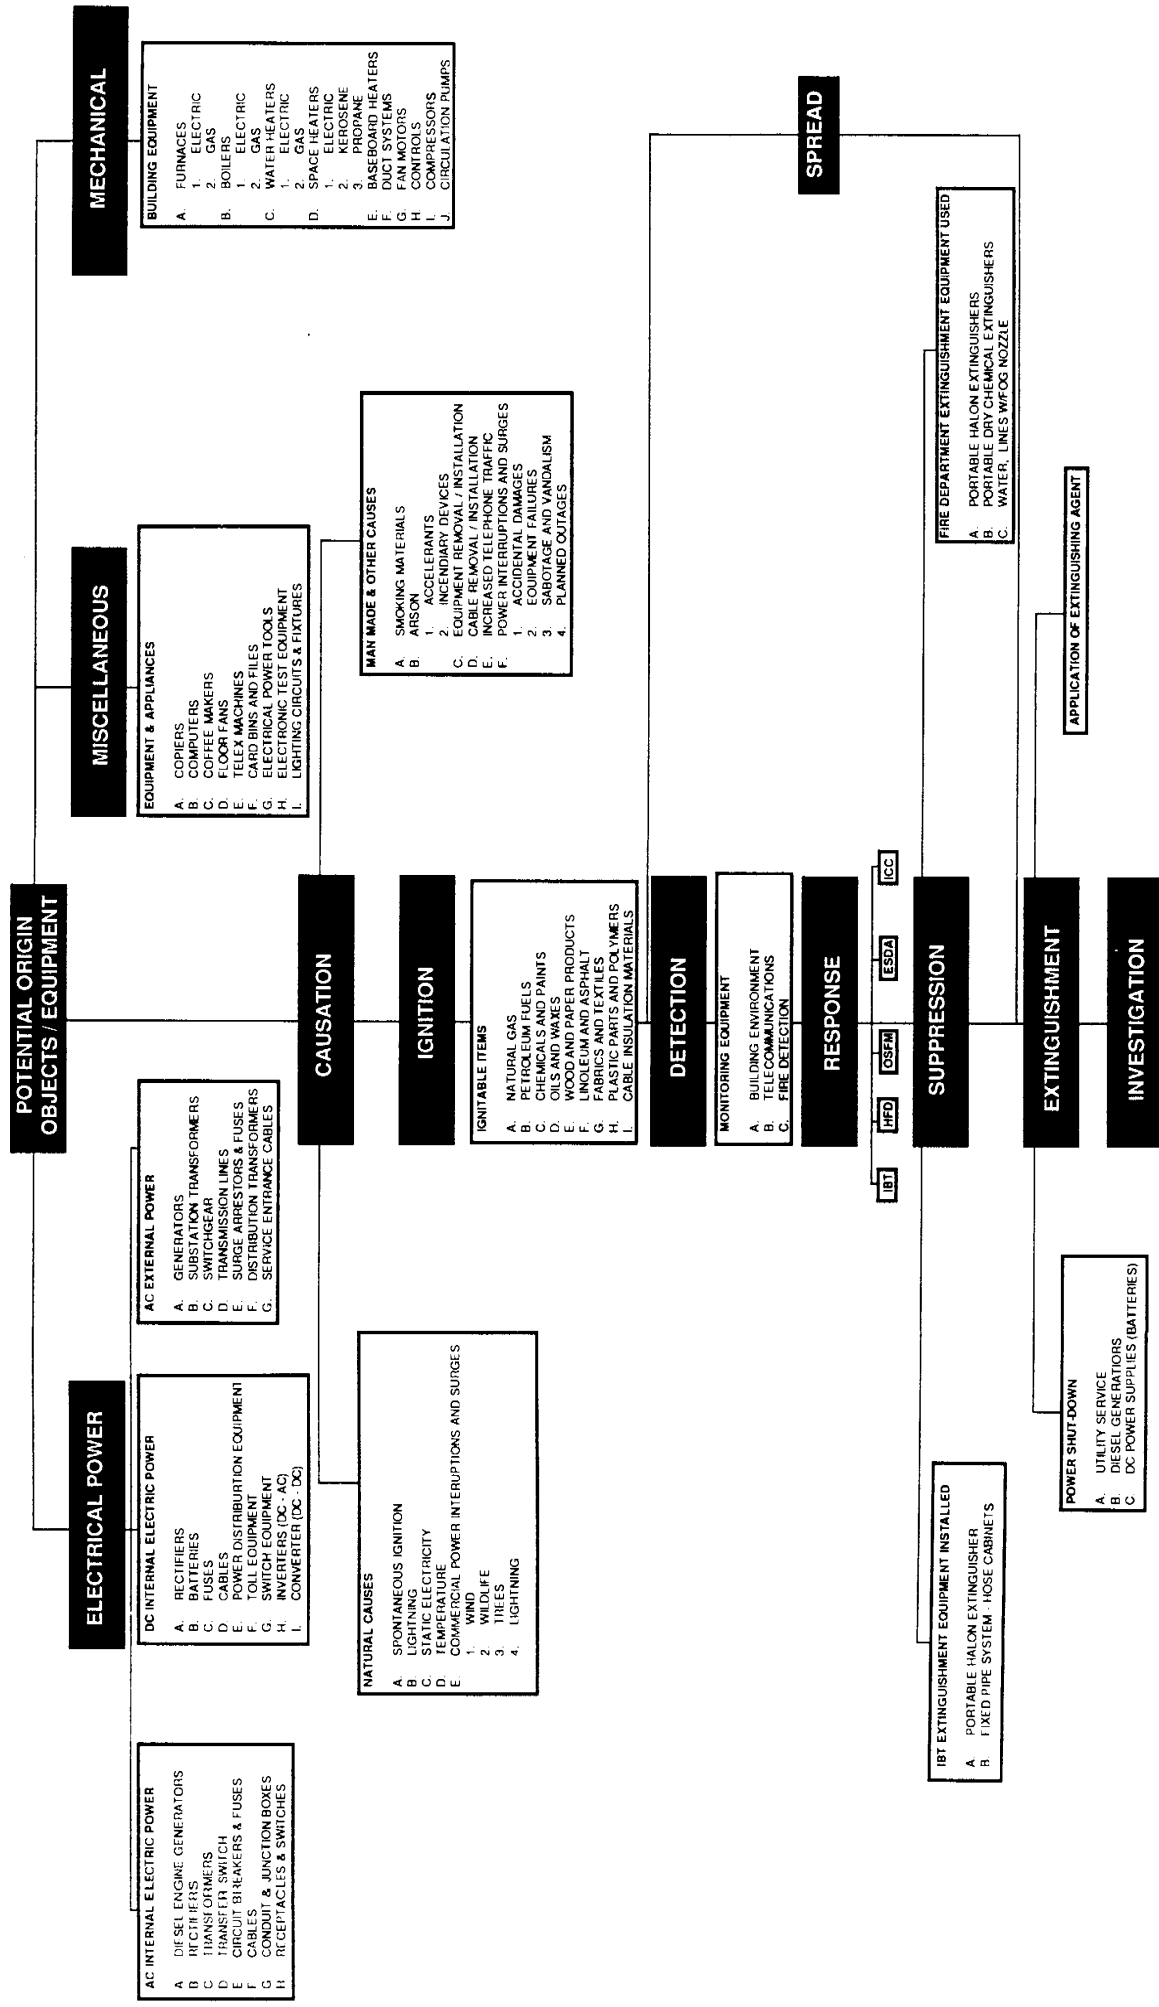 POTENTIAL ORIGIN
OBJECTS / EQUIPMENT
ELECTRICAL POWER
MISCELLANEOUS
MECHANICAL
AC INTERNAL ELECTRIC POWER
A DIESEL ENGINE GENERATORS
B RECTIFIERS
C TRANSFORMERS
D TRANSFER SWITCH
E CIRCUIT BREAKERS & FUSES
F CABLES
G CONDUIT & JUNCTION BOXES
H RECEPTACLES & SWITCHES
DC INTERNAL ELECTRIC POWER
A. RECTIFIERS
B. BATTERIES
C. FUSES
D. CABLES
E. POWER DISTRIBURTION EQUIPMENT
F. TOLL EQUIPMENT
G. SWITCH EQUIPMENT
H. INVERTERS (DC - AC)
I. CONVERTER (DC - DC)
AC EXTERNAL POWER
A. GENERATORS
B. SUBSTATION TRANSFORMERS
C. SWITCHGEAR
D. TRANSMISSION LINES
E. SURGE ARRESTORS & FUSES
F. DISTRIBUTION TRANSFORMERS
G. SERVICE ENTRANCE CABLES
EQUIPMENT & APPLIANCES
A. COPIERS
B. COMPUTERS
C. COFFEE MAKERS
D. FLOOR FANS
E. TELEX MACHINES
F. CARD BINS AND FILES
G. ELECTRICAL POWER TOOLS
H. ELECTRONIC TEST EQUIPMENT
I. LIGHTING CIRCUITS & FIXTURES
BUILDING EQUIPMENT
A. FURNACES
1. ELECTRIC
2. GAS
B. BOILERS
1. ELECTRIC
2. GAS
C. WATER HEATERS
1. ELECTRIC
2. GAS
D. SPACE HEATERS
1. ELECTRIC
2. KEROSENE
3. PROPANE
E. BASEBOARD HEATERS
F. DUCT SYSTEMS
G. FAN MOTORS
H. CONTROLS
I. COMPRESSORS
J. CIRCULATION PUMPS
CAUSATION
NATURAL CAUSES
A. SPONTANEOUS IGNITION
B. LIGHTNING
C. STATIC ELECTRICITY
D. TEMPERATURE
E. COMMERCIAL POWER INTERUPTIONS AND SURGES
1. WIND
2. WILDLIFE
3. TREES
4. LIGHTNING
MAN MADE & OTHER CAUSES
A. SMOKING MATERIALS
B. ARSON
1. ACCELERANTS
2. INCENDIARY DEVICES
C. EQUIPMENT REMOVAL / INSTALLATION
D. CABLE REMOVAL / INSTALLATION
E. INCREASED TELEPHONE TRAFFIC
F. POWER INTERRUPTIONS AND SURGES
1. ACCIDENTAL DAMAGES
2. EQUIPMENT FAILURES
3. SABOTAGE AND VANDALISM
4. PLANNED OUTAGES
IGNITION
IGNITABLE ITEMS
A. NATURAL GAS
B. PETROLEUM FUELS
C. CHEMICALS AND PAINTS
D. OILS AND WAXES
E. WOOD AND PAPER PRODUCTS
F. LINOLEUM AND ASPHALT
G. FABRICS AND TEXTILES
H. PLASTIC PARTS AND POLYMERS
I. CABLE INSULATION MATERIALS
DETECTION
SPREAD
MONITORING EQUIPMENT
A. BUILDING ENVIRONMENT
B. TELECOMMUNICATIONS
C. FIRE DETECTION
RESPONSE
IBT
HFD
OSFM
ESDA
ICC
SUPPRESSION
IBT EXTINGUISHMENT EQUIPMENT INSTALLED
A PORTABLE HALON EXTINGUISHER
B. FIXED PIPE SYSTEM - HOSE CABINETS
FIRE DEPARTMENT EXTINGUISHMENT EQUIPMENT USED
A. PORTABLE HALON EXTINGUISHERS
B. PORTABLE DRY CHEMICAL EXTINGUISHERS
C. WATER, LINES W/FOG NOZZLE
EXTINGUISHMENT
POWER SHUT-DOWN
A. UTILITY SERVICE
B. DIESEL GENERATIORS
C. DC POWER SUPPLIES (BATTERIES)
APPLICATION OF EXTINGUISHING AGENT
INVESTIGATION